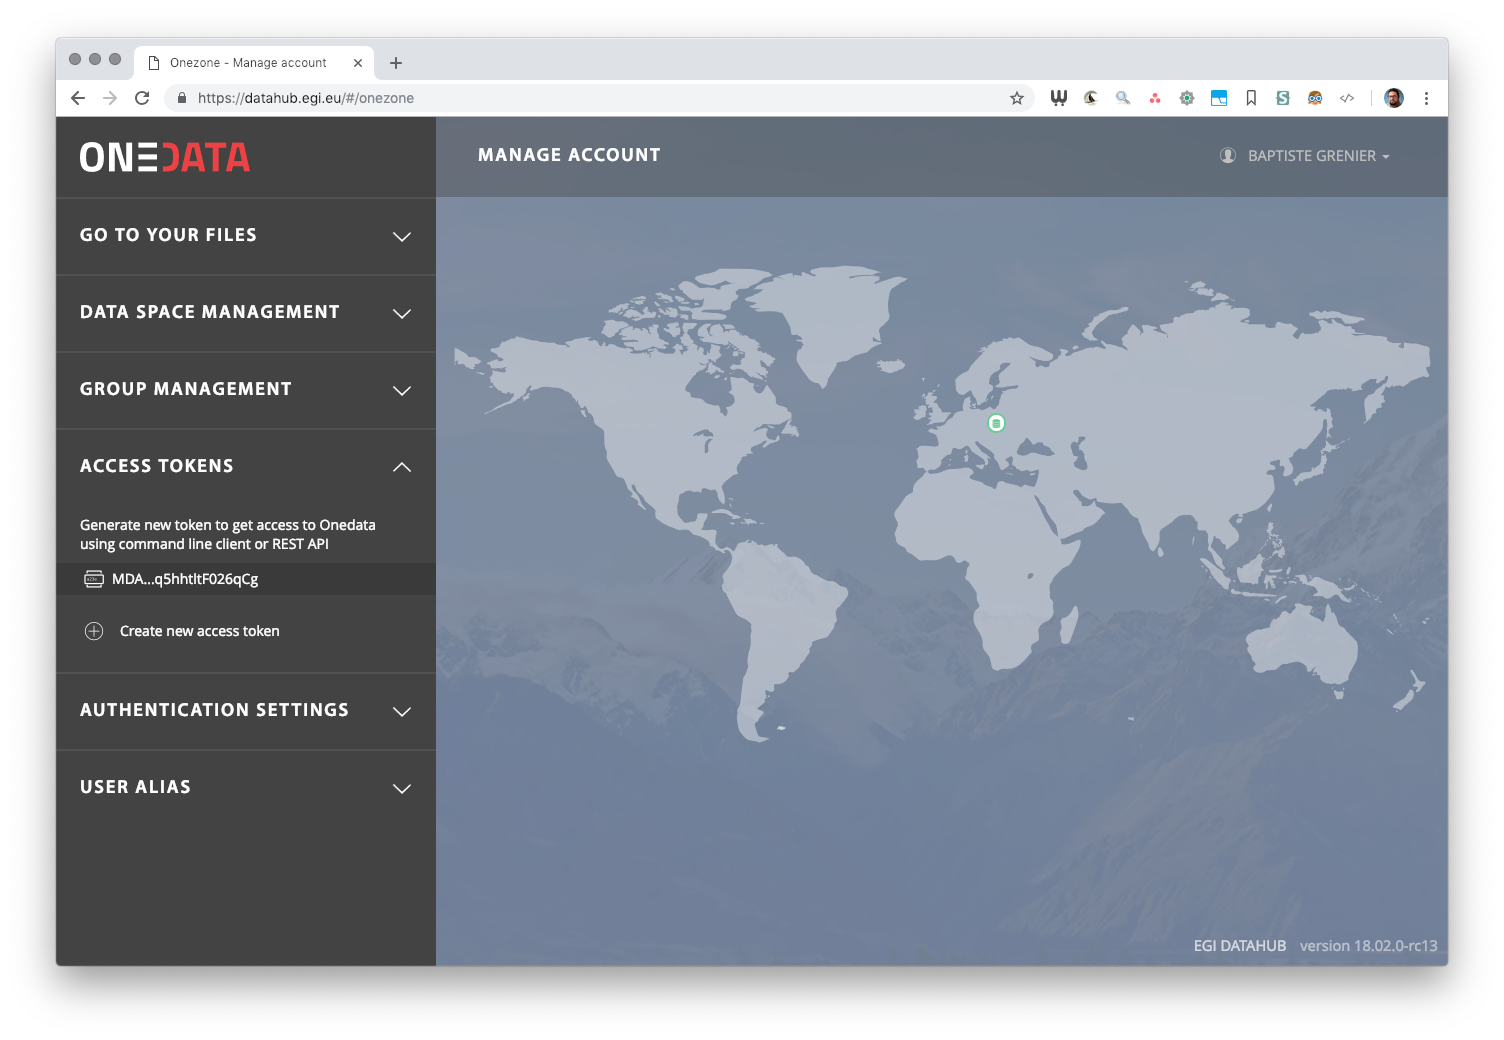 Onezone - Manage account
https://datahub.egi.eu/#/onezone
ONEDATA
MANAGE ACCOUNT
BAPTISTE GRENIER
GO TO YOUR FILES
DATA SPACE MANAGEMENT
GROUP MANAGEMENT
ACCESS TOKENS
Generate new token to get access to Onedata
using command line client or REST API
MDA...q5hhtItF026qCg
Create new access token
AUTHENTICATION SETTINGS
USER ALIAS
EGI DATAHUB version 18.02.0-rc13